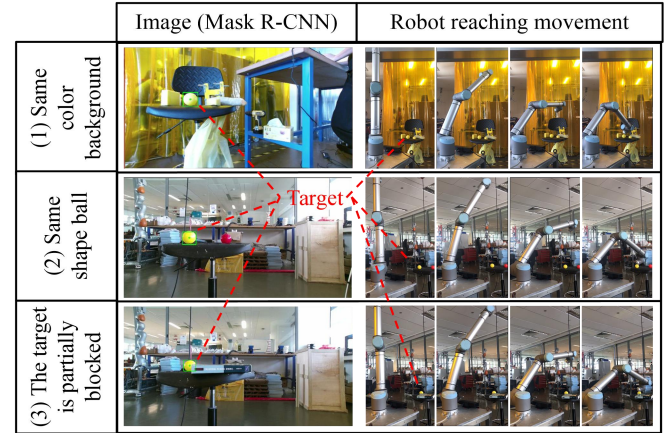 Image (Mask R-CNN)
Robot reaching movement
(1) Same
color
background
Target
(2) Same
shape ball
(3) The target
is partially
blocked